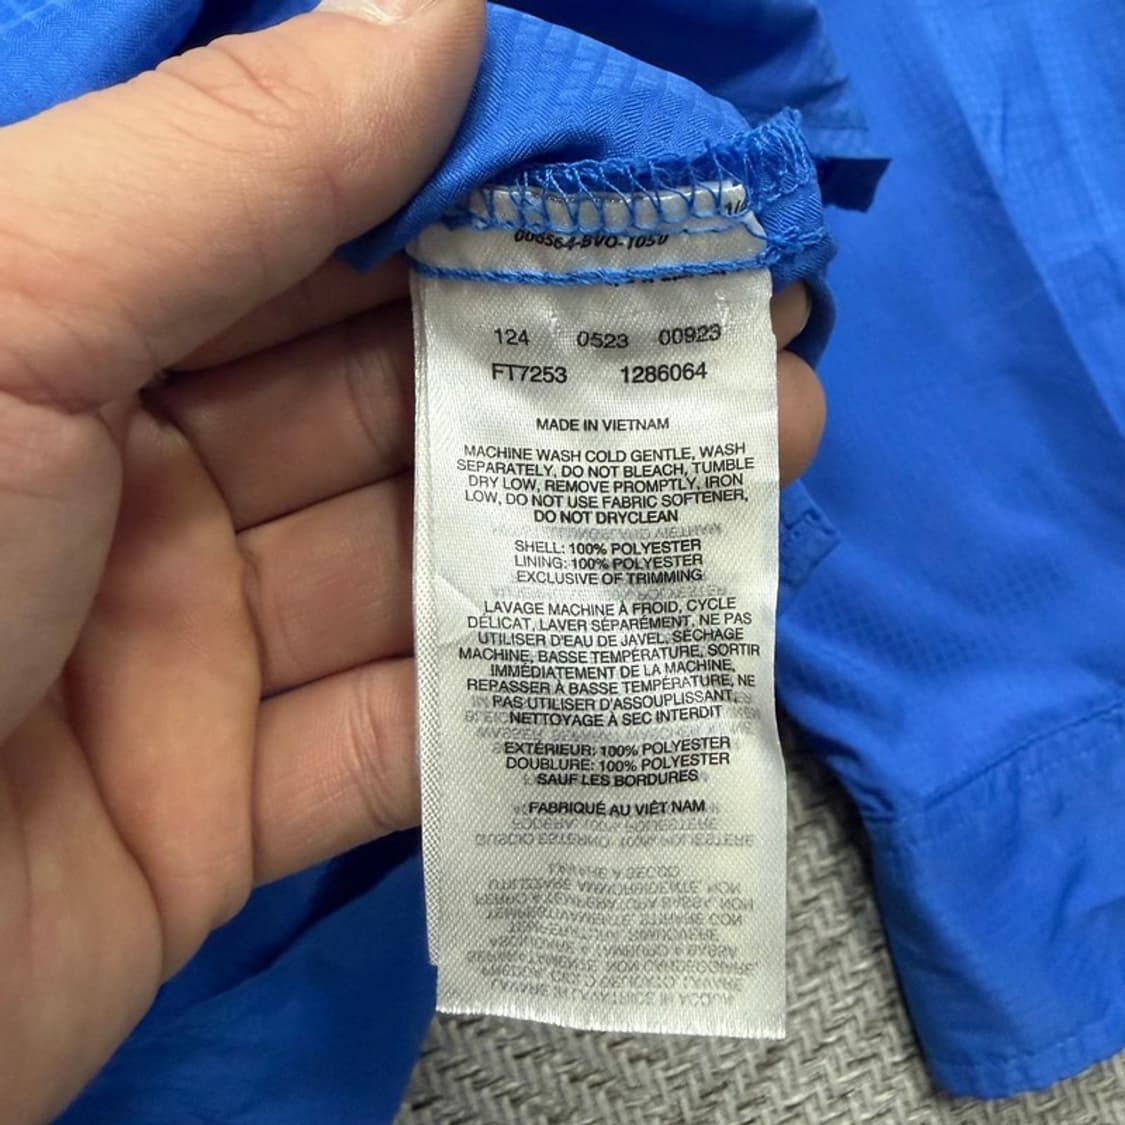 124 0523 00923
FT7253 1286064
MADE IN VIETNAM
MACHINE WASH COLD GENTLE, WASH
SEPARATELY, DO NOT BLEACH, TUMBLE
DRY LOW, REMOVE PROMPTLY, IRON
LOW, DO NOT USE FABRIC SOFTENER,
DO NOT DRYCLEAN
SHELL: 100% POLYESTER
LINING: 100% POLYESTER
EXCLUSIVE OF TRIMMING
LAVAGE MACHINE À FROID, CYCLE
DÉLICAT, LAVER SÉPARÉMENT, NE PAS
UTILISER D'EAU DE JAVEL, SÉCHAGE
MACHINE, BASSE TEMPÉRATURE, SORTIR
IMMÉDIATEMENT DE LA MACHINE,
REPASSER À BASSE TEMPÉRATURE, NE
PAS UTILISER D'ASSOUPLISSANT,
NETTOYAGE À SEC INTERDIT
EXTÉRIEUR: 100% POLYESTER
DOUBLURE: 100% POLYESTER
SAUF LES BORDURES
FABRIQUÉ AU VIÊT NAM